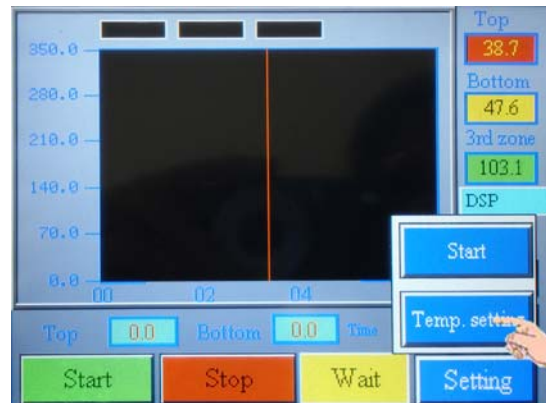 Top
350.0
38.7
Bottom
280.0
47.6
3rd zone
210.0
103.1
140.0
DSP
70.0
Start
0.0
00 02 04
Temp. setting
Top 0.0 Bottom 0.0 Time
Start Stop Wait Setting